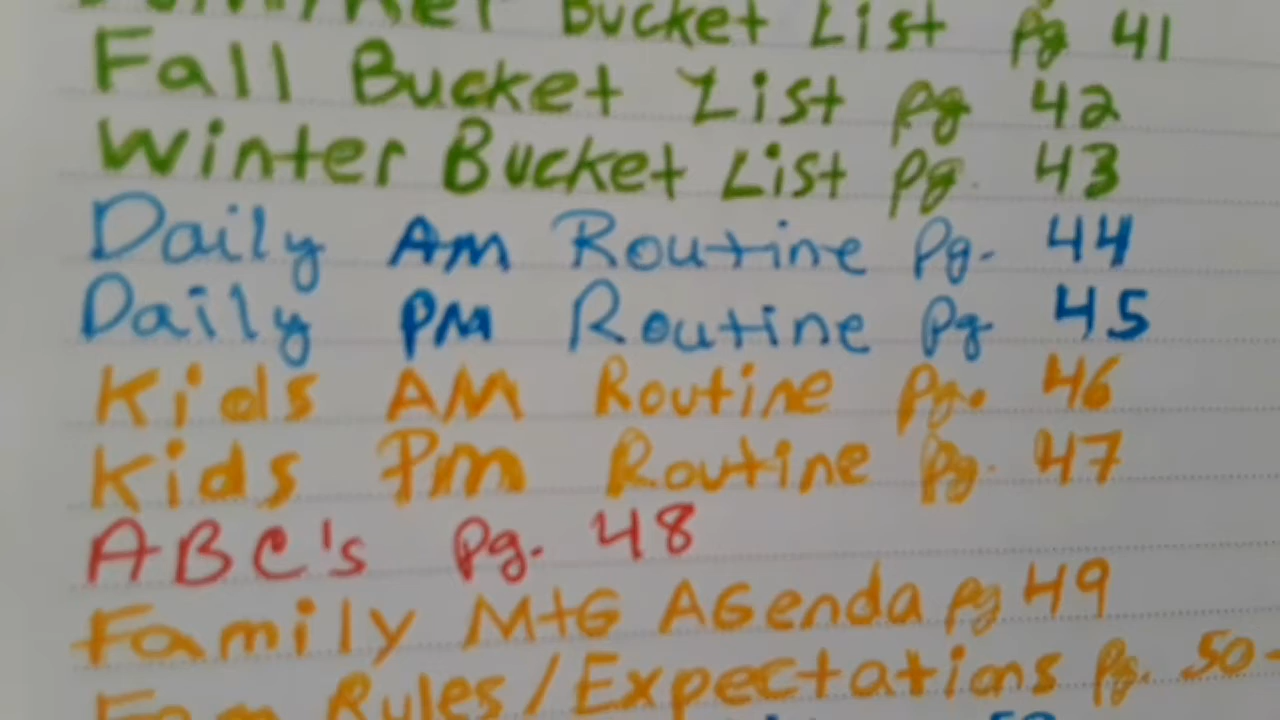 Summer Bucket List Pg 41
Fall Bucket List pg 42
Winter Bucket List pg. 43
Daily AM Routine Pg. 44
Daily PM Routine Pg 45
Kids AM Routine Pg. 46
Kids Pm Routine Pg. 47
ABC's pg. 48
Family MtG AGenda pg 49
Fam Rules/Expectations Pg. 50-